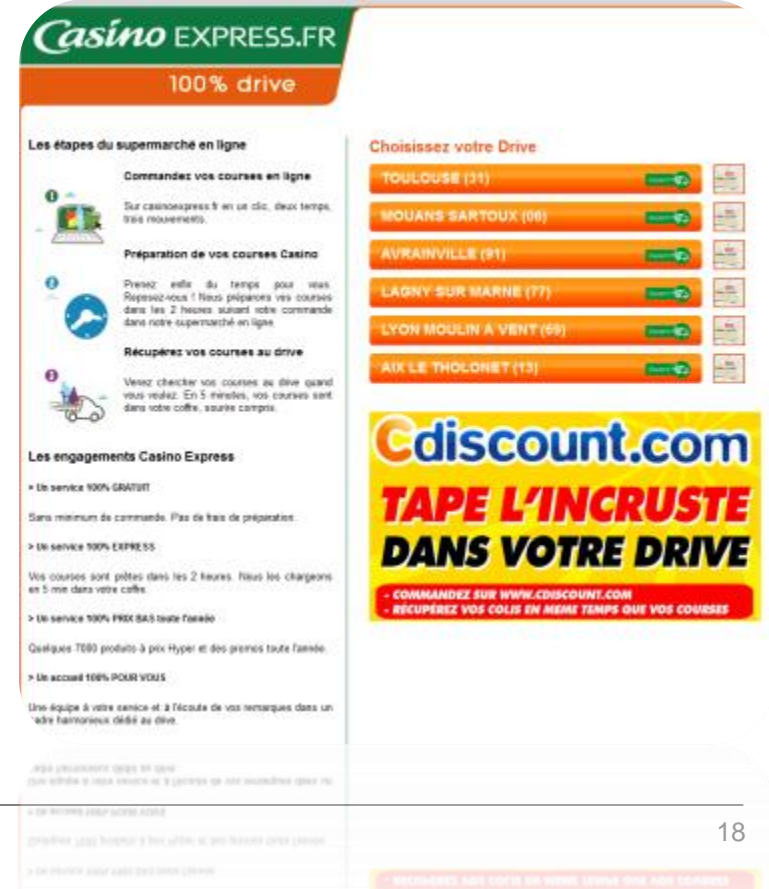 Casino EXPRESS.FR
100% drive
Les étapes du supermarché en ligne
Commandez vos courses en ligne
1
Sur casinoexpress.fr en un clic, deux temps,
trois mouvements.
Préparation de vos courses Casino
2
Prenez enfin du temps pour vous.
Reposez-vous ! Nous préparons vos courses
dans les 2 heures suivant votre commande
dans notre supermarché en ligne.
Récupérez vos courses au drive
3
Venez chercher vos courses au drive quand
vous voulez. En 5 minutes, vos courses sont
dans votre coffre, sourire compris.
Les engagements Casino Express
> Un service 100% GRATUIT
Sans minimum de commande. Pas de frais de préparation.
> Un service 100% EXPRESS
Vos courses sont prêtes dans les 2 heures. Nous les chargeons
en 5 min dans votre coffre.
> Un service 100% PRIX BAS toute l'année
Quelques 7000 produits à prix Hyper et des promos toute l'année.
> Un accueil 100% POUR VOUS
Une équipe à votre service et à l'écoute de vos remarques dans un
cadre harmonieux dédié au drive.
Choisissez votre Drive
TOULOUSE (31)
MOUANS SARTOUX (06)
AVRAINVILLE (91)
LAGNY SUR MARNE (77)
LYON MOULIN A VENT (69)
AIX LE THOLONET (13)
Cdiscount.com
TAPE L'INCRUSTE
DANS VOTRE DRIVE
- COMMANDEZ SUR WWW.CDISCOUNT.COM
- RÉCUPÉREZ VOS COLIS EN MEME TEMPS QUE VOS COURSES
18